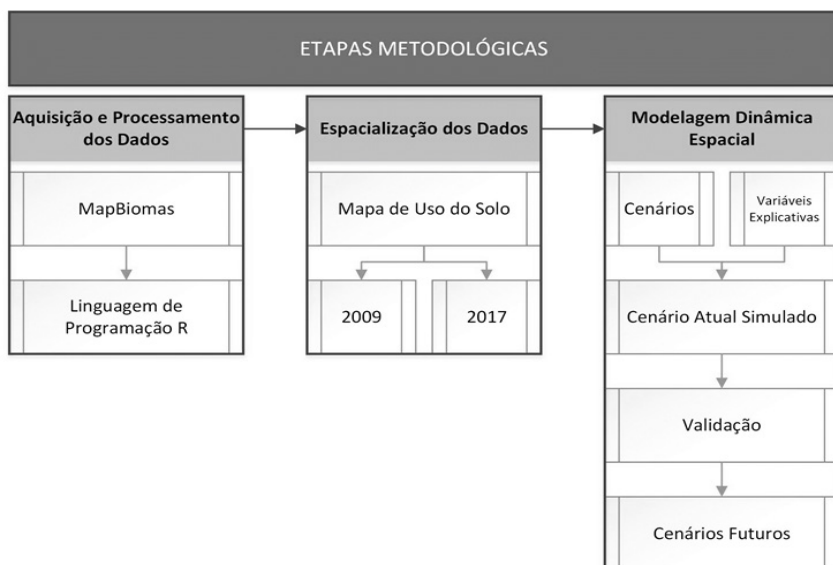 ETAPAS METODOLÓGICAS
Aquisição e Processamento
dos Dados
MapBiomas
Linguagem de
Programação R
Espacialização dos Dados
Mapa de Uso do Solo
2009
2017
Modelagem Dinâmica
Espacial
Cenários
Variáveis
Explicativas
Cenário Atual Simulado
Validação
Cenários Futuros